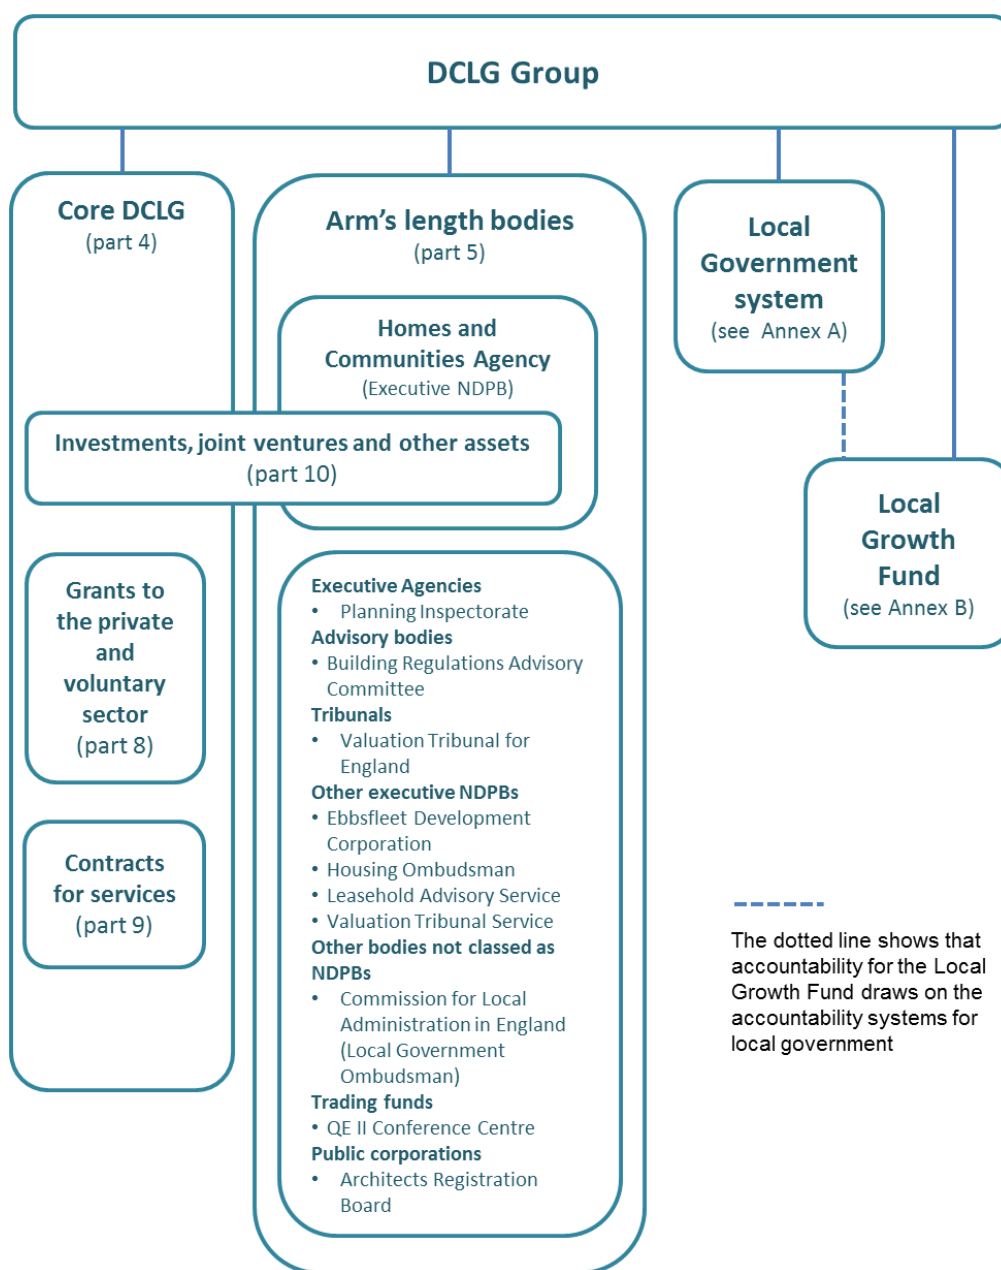 DCLG Group
Core DCLG
(part 4)
Arm's length bodies
(part 5)
Local
Government
system
(see Annex A)
Homes and
Communities Agency
(Executive NDPB)
Investments, joint ventures and other assets
(part 10)
Local
Growth
Fund
(see Annex B)
Grants to
the private
and
voluntary
sector
(part 8)
Contracts
for services
(part 9)
Executive Agencies
• Planning Inspectorate
Advisory bodies
• Building Regulations Advisory
Committee
Tribunals
• Valuation Tribunal for
England
Other executive NDPBs
• Ebbsfleet Development
Corporation
• Housing Ombudsman
• Leasehold Advisory Service
• Valuation Tribunal Service
Other bodies not classed as
NDPBs
• Commission for Local
Administration in England
(Local Government
Ombudsman)
Trading funds
• QE II Conference Centre
Public corporations
• Architects Registration
Board
The dotted line shows that
accountability for the Local
Growth Fund draws on the
accountability systems for
local government